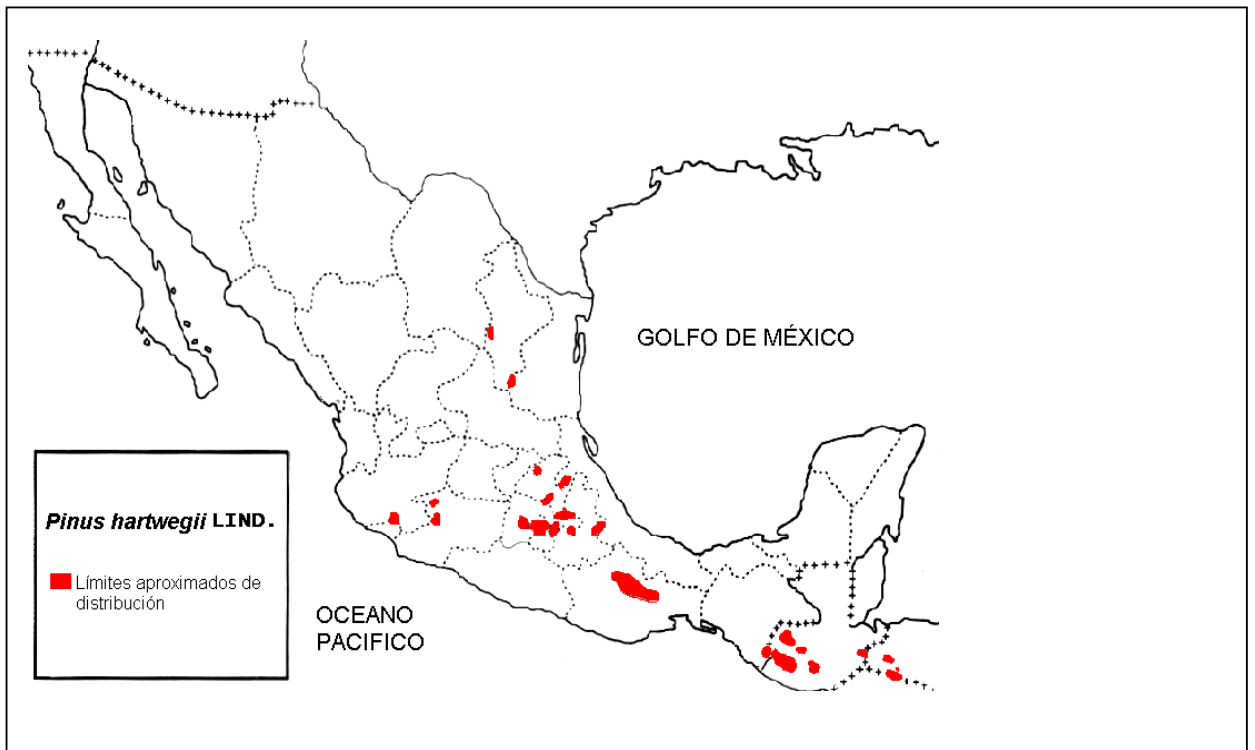 GOLFO DE MÉXICO
Pinus hartwegii LIND.
Límites aproximados de
distribución
OCEANO
PACIFICO